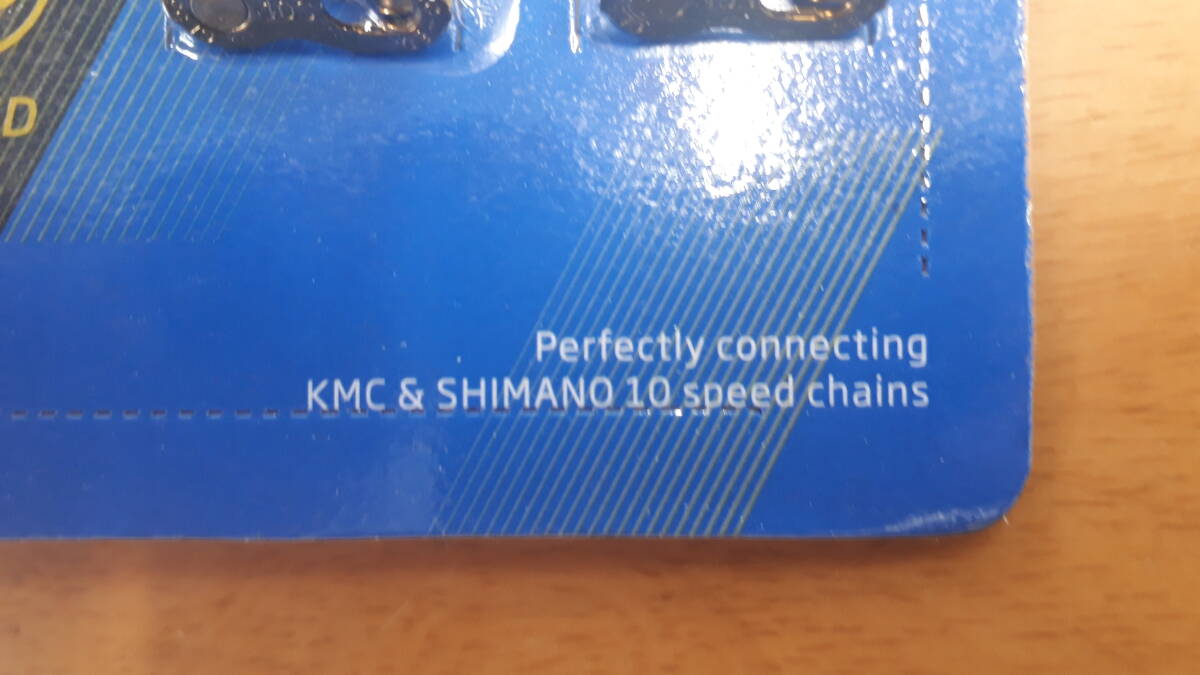 D
Perfectly connecting
KMC & SHIMANO 10 speed chains